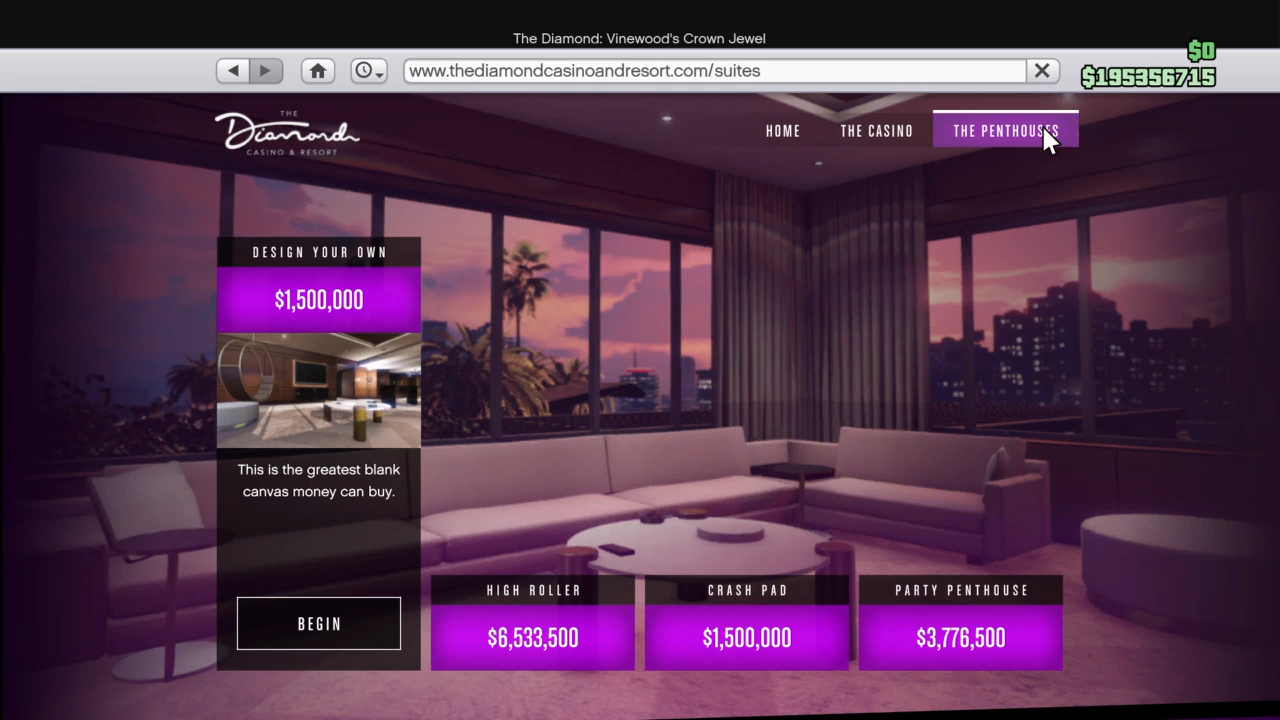 The Diamond: Vinewood's Crown Jewel
$0
www.thediamondcasinoandresort.com/suites
$195356715
THE
Diamond
CASINO & RESORT
HOME
THE CASINO
THE PENTHOUSES
DESIGN YOUR OWN
$1,500,000
This is the greatest blank
canvas money can buy.
BEGIN
HIGH ROLLER
$6,533,500
CRASH PAD
$1,500,000
PARTY PENTHOUSE
$3,776,500